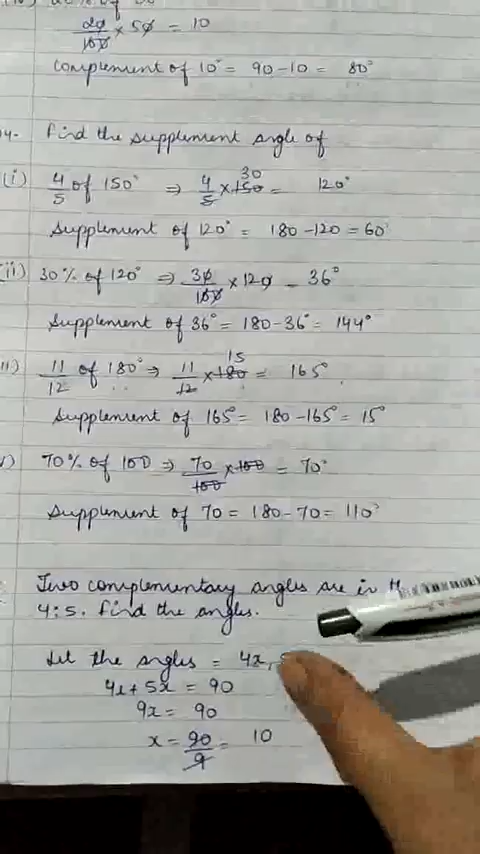 20/100 × 50 = 10
Complement of 10° = 90 - 10 = 80°
4. Find the supplement angle of
(i) 4/5 of 150° ⇒ 4/5 × 150 = 120°
30
Supplement of 120° = 180 - 120 = 60°
(ii) 30% of 120° ⇒ 30/100 × 120 = 36°
Supplement of 36° = 180 - 36° = 144°
11/12 of 180° ⇒ 11/12 × 180 = 165°
15
Supplement of 165° = 180 - 165° = 15°
70% of 100 ⇒ 70/100 × 100 = 70°
Supplement of 70 = 180 - 70 = 110°
Two complementary angles are in
4:5. Find the angles.
Let the angles = 4x,
4x + 5x = 90
9x = 90
x = 90/9 = 10